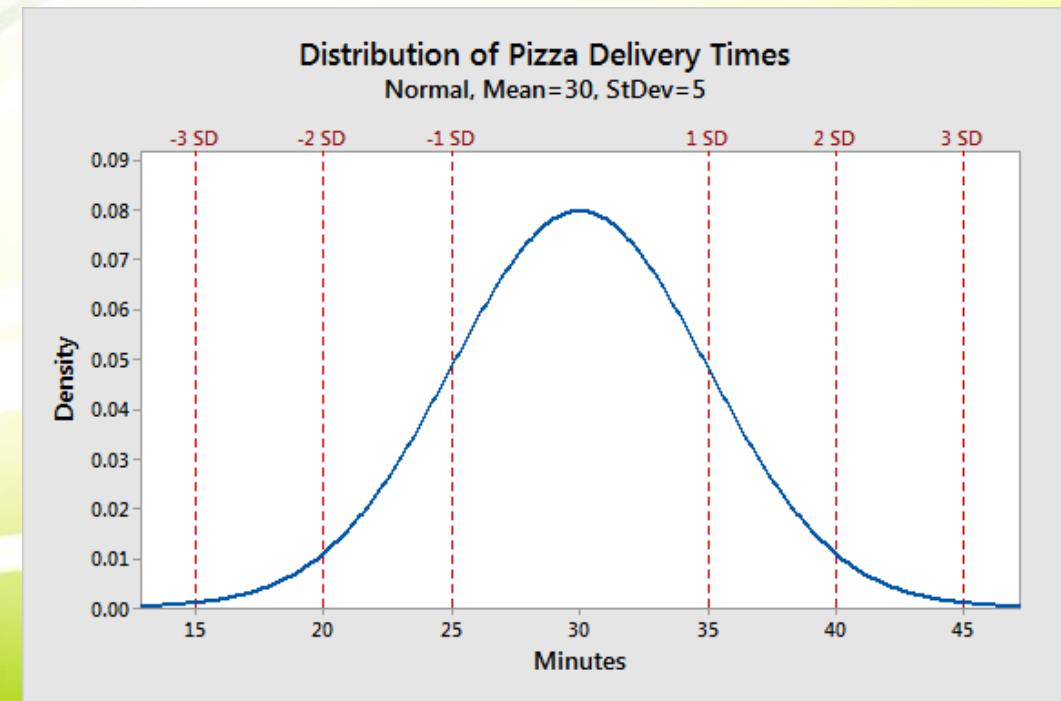 Distribution of Pizza Delivery Times
Normal, Mean=30, StDev=5
-3 SD -2 SD -1 SD 1 SD 2 SD 3 SD
0.09
0.08
0.07
0.06
0.05
0.04
0.03
0.02
0.01
0.00
Density
15 20 25 30 35 40 45
Minutes